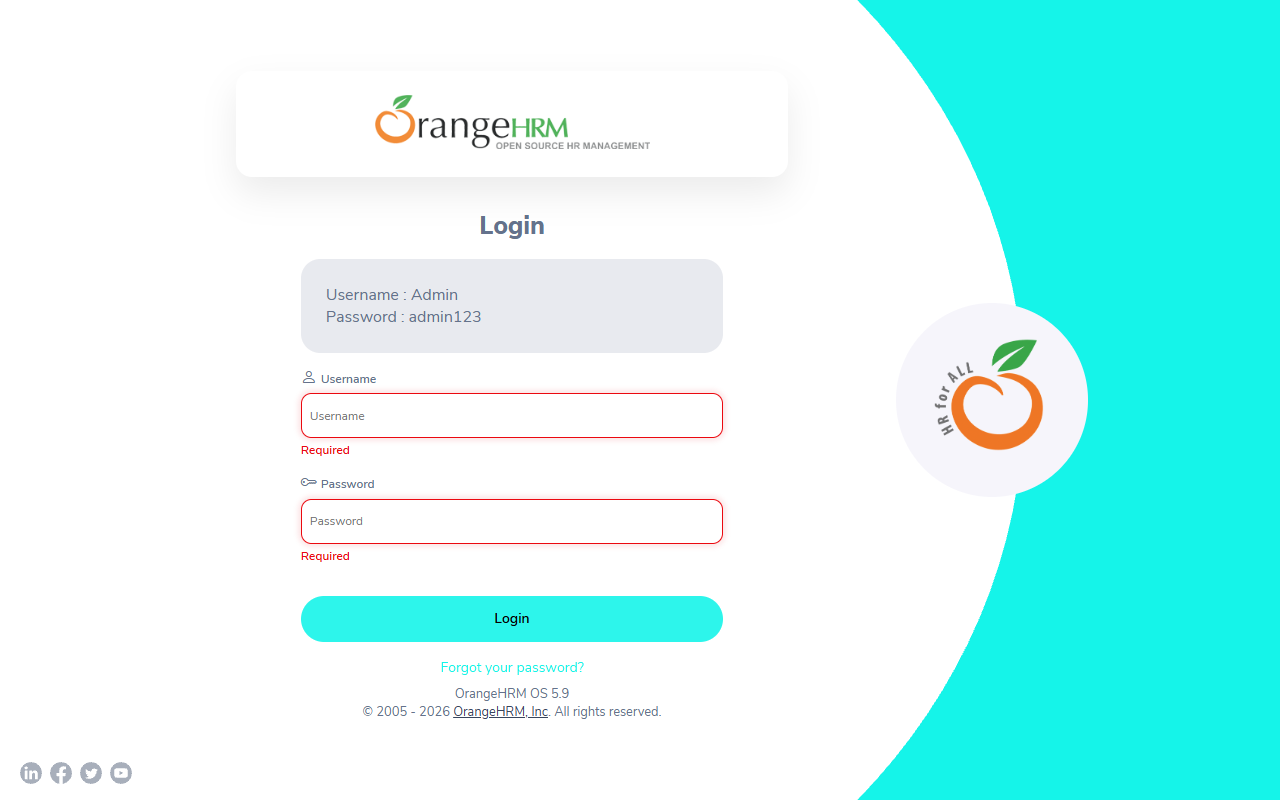 OrangeHRM
OPEN SOURCE HR MANAGEMENT
Login
Username : Admin
Password : admin123
Username
Username
Required
Password
Password
Required
Login
Forgot your password?
OrangeHRM OS 5.9
© 2005 - 2026 OrangeHRM, Inc. All rights reserved.
HR for ALL